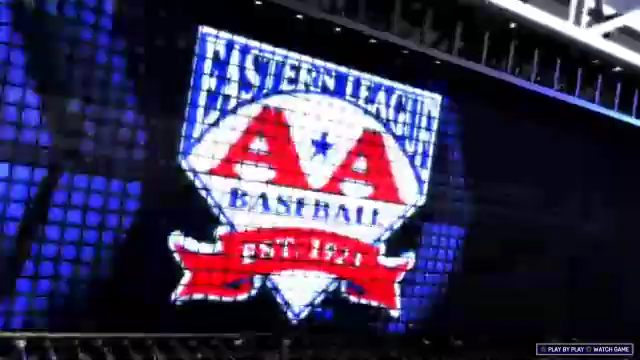 EASTERN LEAGUE
AA
BASEBALL
EST. 1923
PLAY BY PLAY WATCH GAME